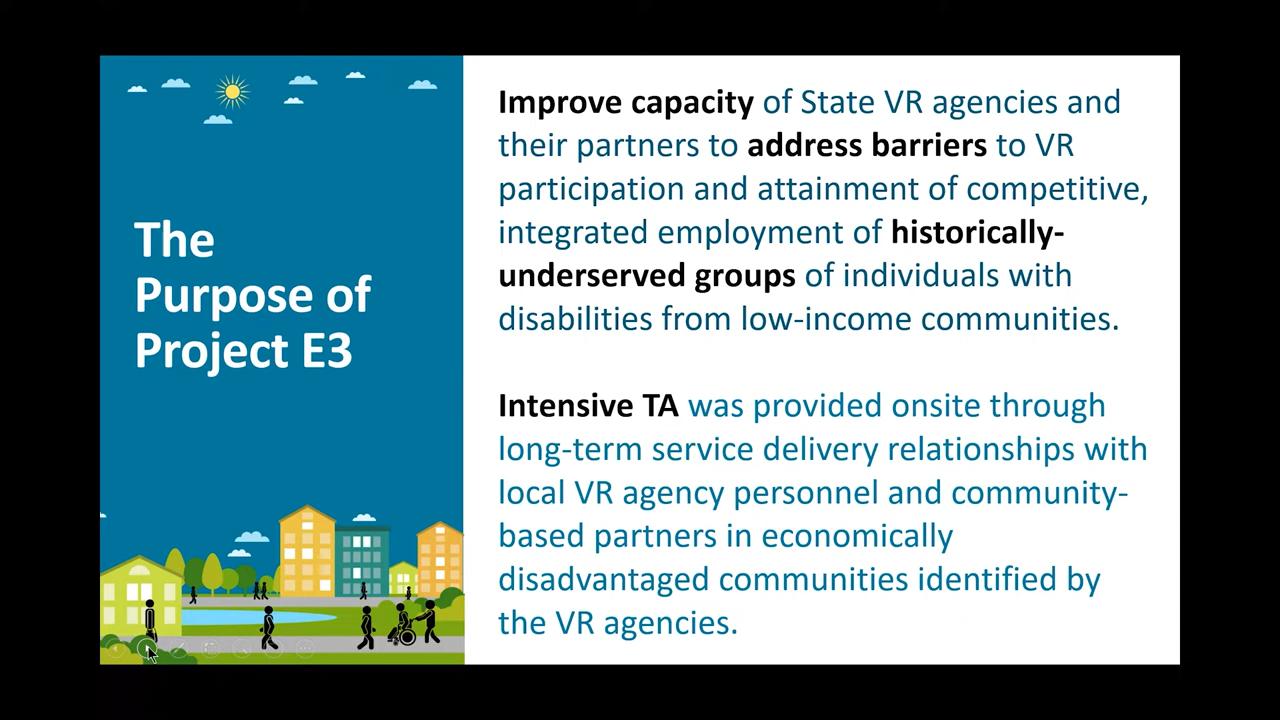 The
Purpose of
Project E3
Improve capacity of State VR agencies and
their partners to address barriers to VR
participation and attainment of competitive,
integrated employment of historically-
underserved groups of individuals with
disabilities from low-income communities.
Intensive TA was provided onsite through
long-term service delivery relationships with
local VR agency personnel and community-
based partners in economically
disadvantaged communities identified by
the VR agencies.